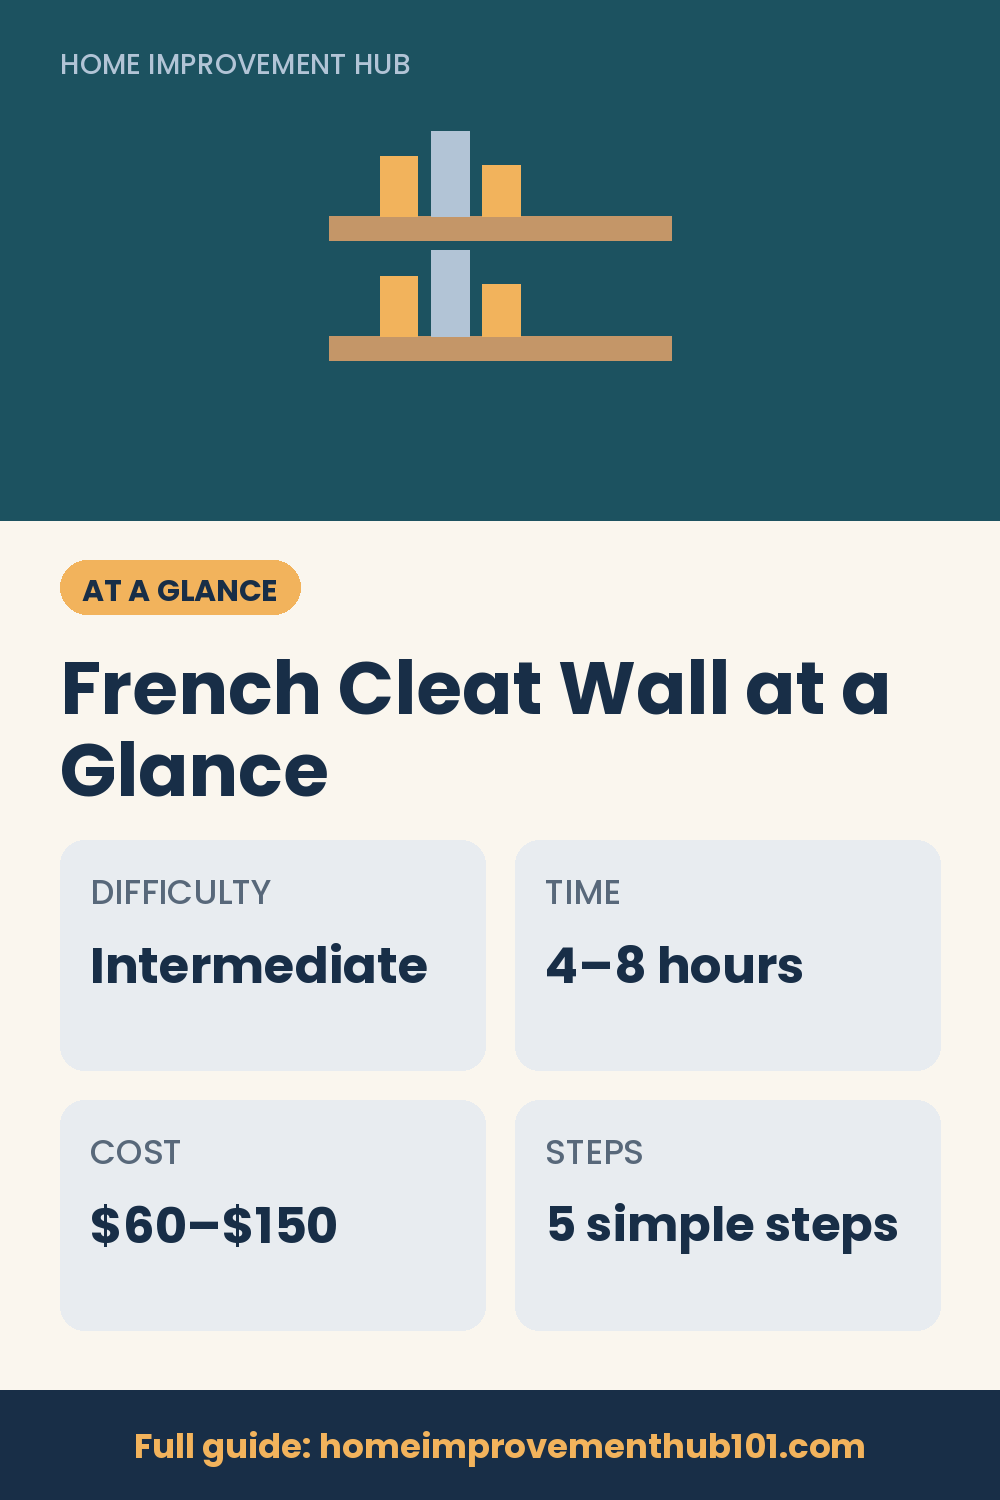 HOME IMPROVEMENT HUB
AT A GLANCE
French Cleat Wall at a
Glance
DIFFICULTY
Intermediate
TIME
4–8 hours
COST
$60–$150
STEPS
5 simple steps
Full guide: homeimprovementhub101.com